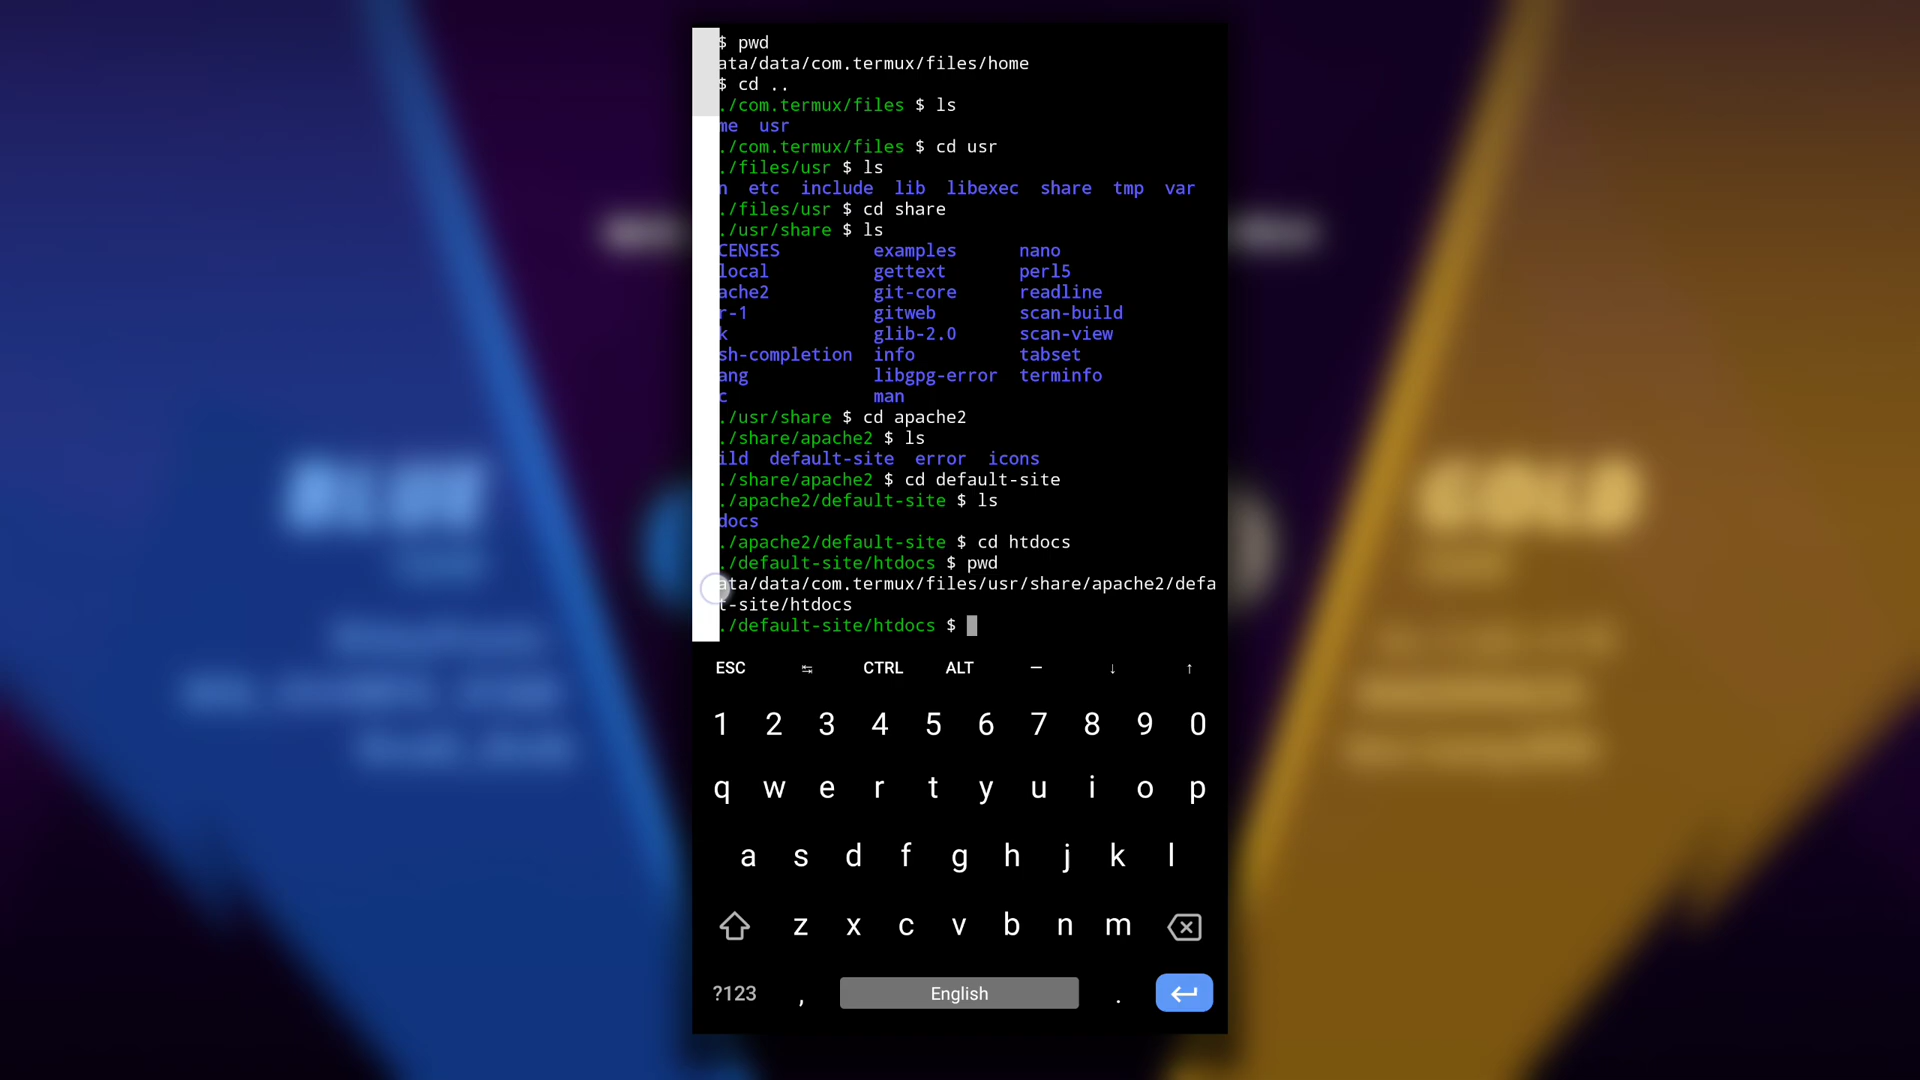 $ pwd
ata/data/com.termux/files/home
$ cd ..
./com.termux/files $ ls
me usr
./com.termux/files $ cd usr
./files/usr $ ls
n etc include lib libexec share tmp var
./files/usr $ cd share
./usr/share $ ls
CENSES examples nano
local gettext perl5
ache2 git-core readline
r-1 gitweb scan-build
k glib-2.0 scan-view
sh-completion info tabset
ang libgpg-error terminfo
c man
./usr/share $ cd apache2
./share/apache2 $ ls
ild default-site error icons
./share/apache2 $ cd default-site
./apache2/default-site $ ls
docs
./apache2/default-site $ cd htdocs
./default-site/htdocs $ pwd
ata/data/com.termux/files/usr/share/apache2/defa
t-site/htdocs
./default-site/htdocs $
ESC ↹ CTRL ALT — ↓ ↑
1 2 3 4 5 6 7 8 9 0
q w e r t y u i o p
a s d f g h j k l
z x c v b n m
?123 , English .
BLUE
GOLD